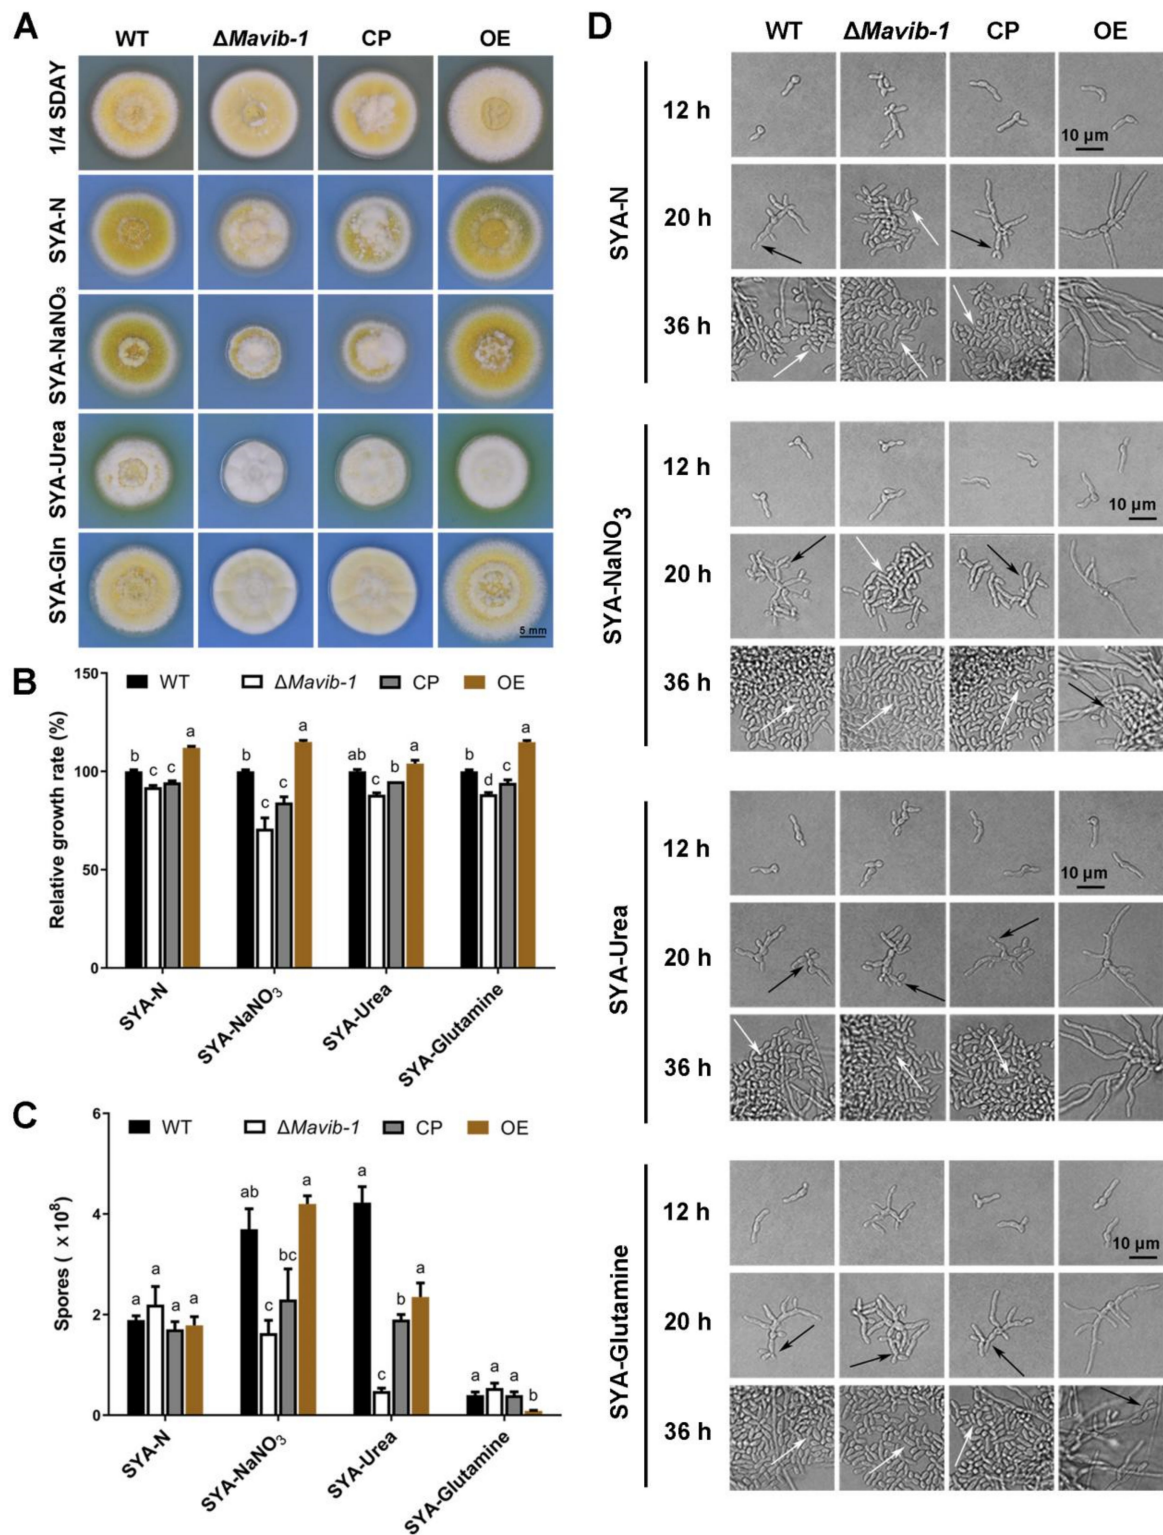 A
WT ΔMavib-1 CP OE
1/4 SDAY
SYA-N
SYA-NaNO₃
SYA-Urea
SYA-Gln
5 mm
B
WT ΔMavib-1 CP OE
Relative growth rate (%)
150
100
50
0
b c c a
b c c a
ab c b a
b d c a
SYA-N
SYA-NaNO₃
SYA-Urea
SYA-Glutamine
C
WT ΔMavib-1 CP OE
Spores ( x 10⁸)
6
4
2
0
a a a a
ab c bc a
a c b a
a a a b
SYA-N
SYA-NaNO₃
SYA-Urea
SYA-Glutamine
D
WT ΔMavib-1 CP OE
SYA-N
12 h
10 µm
20 h
36 h
SYA-NaNO₃
12 h
10 µm
20 h
36 h
SYA-Urea
12 h
10 µm
20 h
36 h
SYA-Glutamine
12 h
10 µm
20 h
36 h